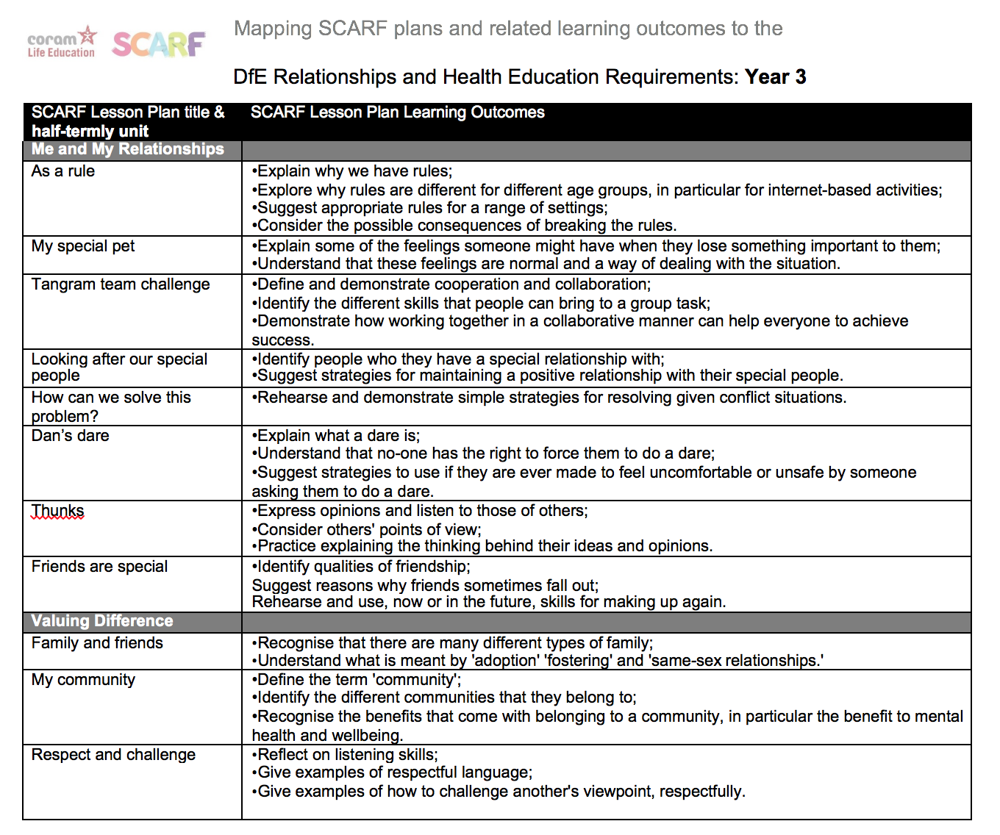 coram
Life Education
SCARF
Mapping SCARF plans and related learning outcomes to the
DfE Relationships and Health Education Requirements: Year 3
SCARF Lesson Plan title &
half-termly unit
SCARF Lesson Plan Learning Outcomes
Me and My Relationships
As a rule
•Explain why we have rules;
•Explore why rules are different for different age groups, in particular for internet-based activities;
•Suggest appropriate rules for a range of settings;
•Consider the possible consequences of breaking the rules.
My special pet
•Explain some of the feelings someone might have when they lose something important to them;
•Understand that these feelings are normal and a way of dealing with the situation.
Tangram team challenge
•Define and demonstrate cooperation and collaboration;
•Identify the different skills that people can bring to a group task;
•Demonstrate how working together in a collaborative manner can help everyone to achieve
success.
Looking after our special
people
•Identify people who they have a special relationship with;
•Suggest strategies for maintaining a positive relationship with their special people.
How can we solve this
problem?
•Rehearse and demonstrate simple strategies for resolving given conflict situations.
Dan's dare
•Explain what a dare is;
•Understand that no-one has the right to force them to do a dare;
•Suggest strategies to use if they are ever made to feel uncomfortable or unsafe by someone
asking them to do a dare.
Thunks
•Express opinions and listen to those of others;
•Consider others' points of view;
•Practice explaining the thinking behind their ideas and opinions.
Friends are special
•Identify qualities of friendship;
Suggest reasons why friends sometimes fall out;
Rehearse and use, now or in the future, skills for making up again.
Valuing Difference
Family and friends
•Recognise that there are many different types of family;
•Understand what is meant by 'adoption' 'fostering' and 'same-sex relationships.'
My community
•Define the term 'community';
•Identify the different communities that they belong to;
•Recognise the benefits that come with belonging to a community, in particular the benefit to mental
health and wellbeing.
Respect and challenge
•Reflect on listening skills;
•Give examples of respectful language;
•Give examples of how to challenge another's viewpoint, respectfully.